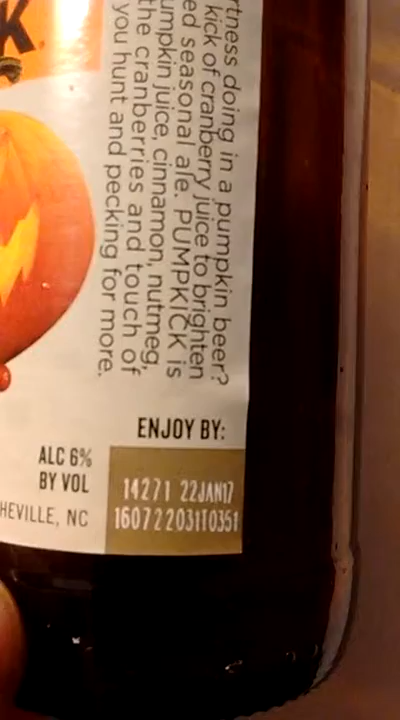 K
rtness doing in a pumpkin beer?
kick of cranberry juice to brighten
ed seasonal ale. PUMPKICK is
umpkin juice, cinnamon, nutmeg,
the cranberries and touch of
you hunt and pecking for more.
ENJOY BY:
ALC 6%
BY VOL
HEVILLE, NC
14271 22JAN17
160722031T0351